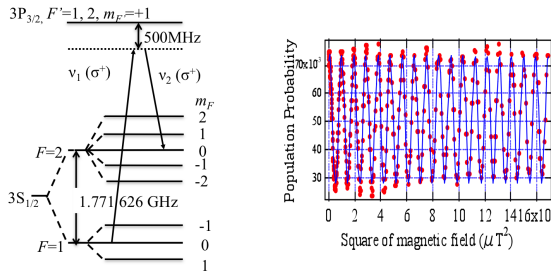 3P3/2, F'=1, 2, mF=+1
500MHz
ν1 (σ+)
ν2 (σ+)
mF
2
1
F=2
0
-1
-2
3S1/2
1.771 626 GHz
-1
F=1
0
1
Population Probability
70x10³
60
50
40
30
0
2
4
6
8
10
12
1416x10
Square of magnetic field (μT²)